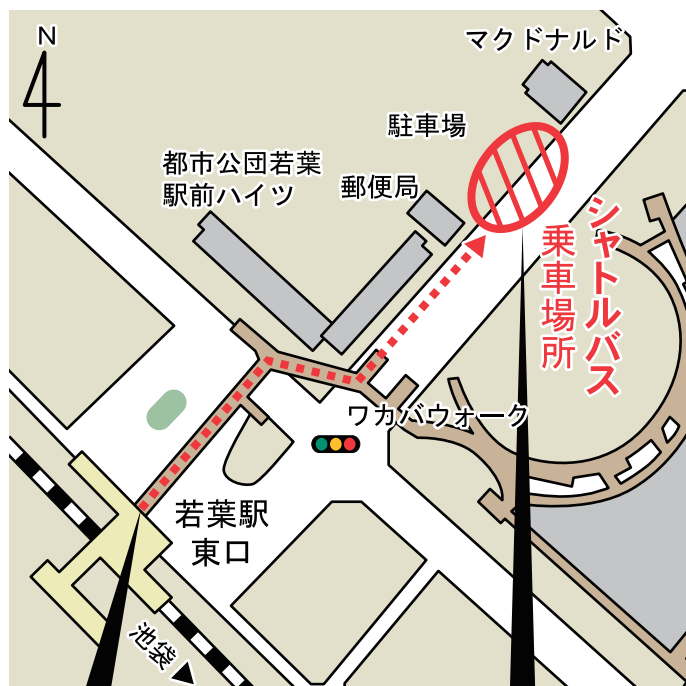 N
マクドナルド
駐車場
都市公団若葉
駅前ハイツ
郵便局
シャトルバス
乗車場所
ワカバウォーク
若葉駅
東口
池袋